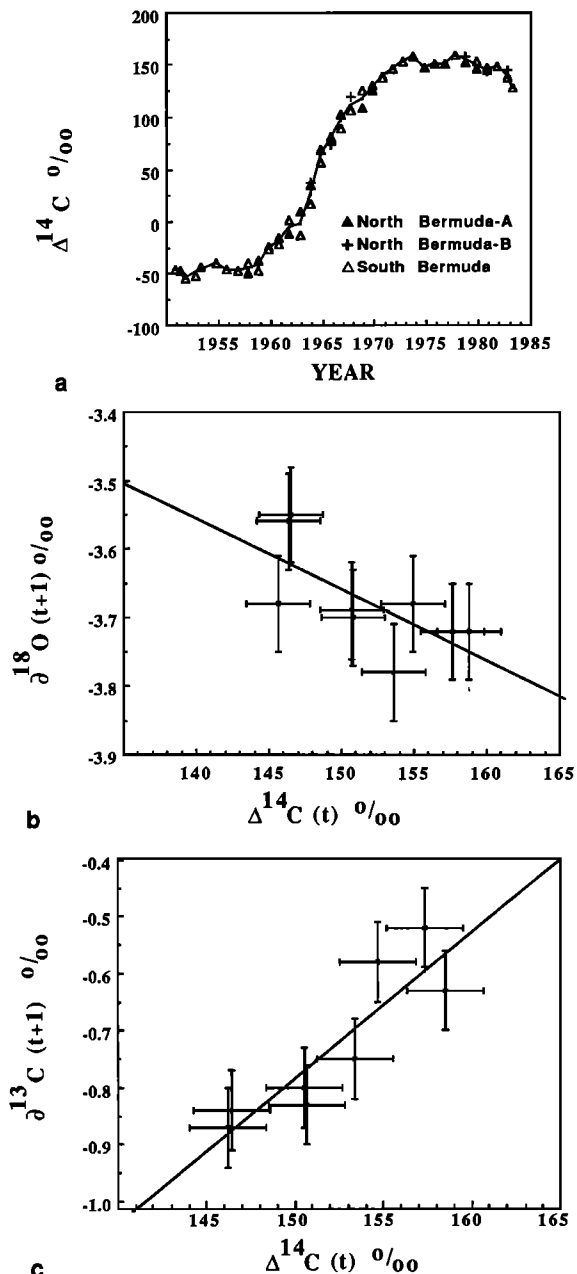 200
150
100
50
0
-50
-100
Δ14C o/oo
▲North Bermuda-A
+North Bermuda-B
△South Bermuda
1955 1960 1965 1970 1975 1980 1985
YEAR
a
-3.4
-3.5
-3.6
-3.7
-3.8
-3.9
∂18O (t+1) o/oo
140 145 150 155 160 165
Δ14C (t) o/oo
b
-0.4
-0.5
-0.6
-0.7
-0.8
-0.9
-1.0
∂13C (t+1) o/oo
145 150 155 160 165
Δ14C (t) o/oo
c